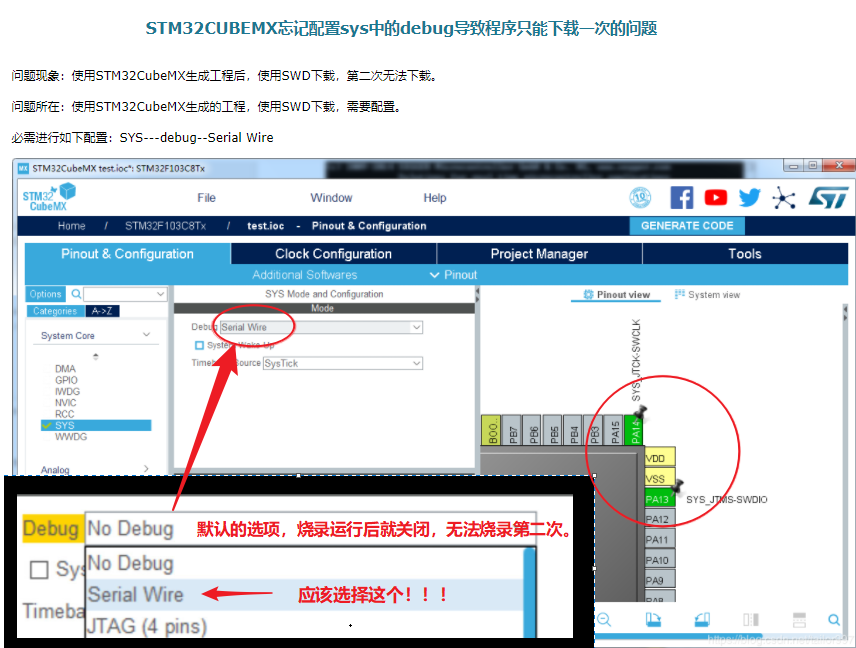 STM32CUBEMX忘记配置sys中的debug导致程序只能下载一次的问题
问题现象：使用STM32CubeMX生成工程后，使用SWD下载，第二次无法下载。
问题所在：使用STM32CubeMX生成的工程，使用SWD下载，需要配置。
必需进行如下配置：SYS---debug--Serial Wire
MX STM32CubeMX test.ioc*: STM32F103C8Tx
STM32 CubeMX
File Window Help
10
Home / STM32F103C8Tx / test.ioc - Pinout & Configuration
GENERATE CODE
Pinout & Configuration
Clock Configuration
Project Manager
Tools
Additional Softwares
Pinout
Options
Categories A->Z
System Core
DMA
GPIO
IWDG
NVIC
RCC
SYS
WWDG
Analog
SYS Mode and Configuration
Mode
Debug Serial Wire
System Wake-Up
Source SysTick
Pinout view
System view
SYS_JTCK-SWCLK
BOO..
PB7
PB6
PB5
PB4
PB3
PA15
PA14
VDD
VSS
PA13
SYS_JTMS-SWDIO
PA12
PA11
PA10
PA9
PA8
Debug No Debug
默认的选项，烧录运行后就关闭，无法烧录第二次。
No Debug
Sys
Serial Wire
应该选择这个！！！
Timeba
JTAG (4 pins)